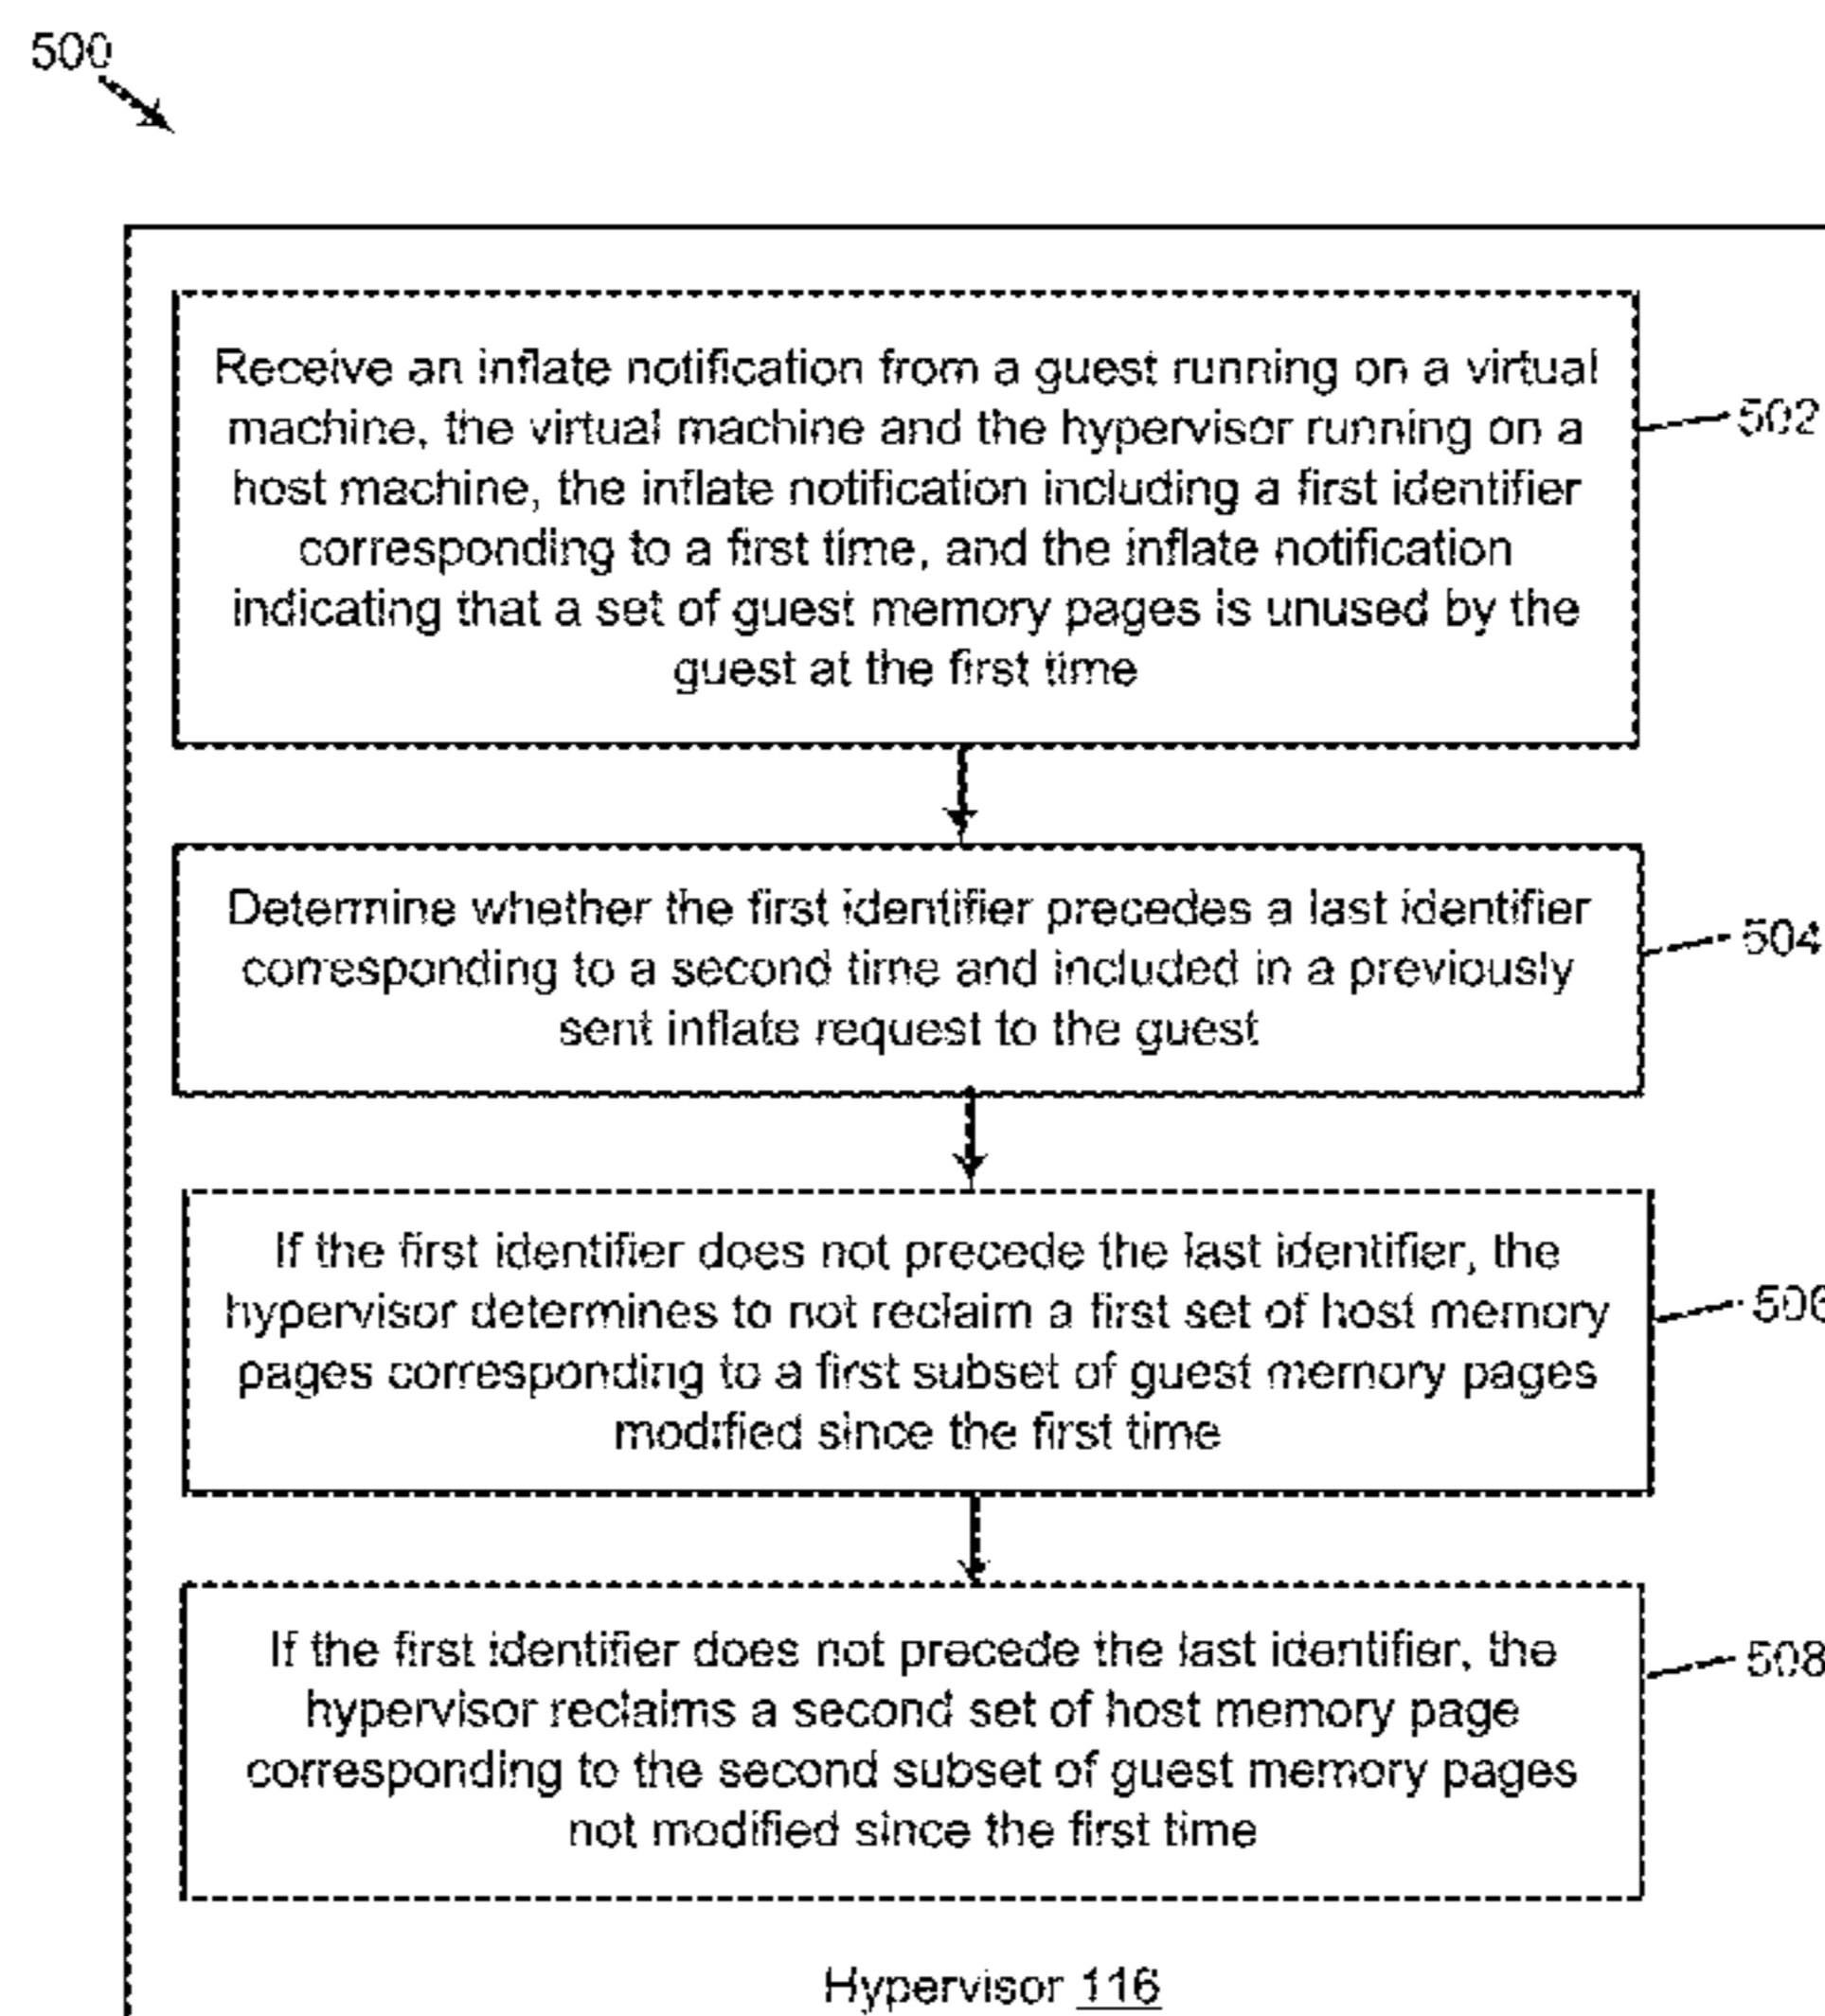 500
Receive an inflate notification from a guest running on a virtual
machine, the virtual machine and the hypervisor running on a
host machine, the inflate notification including a first identifier
corresponding to a first time, and the inflate notification
indicating that a set of guest memory pages is unused by the
guest at the first time
502
Determine whether the first identifier precedes a last identifier
corresponding to a second time and included in a previously
sent inflate request to the guest
504
If the first identifier does not precede the last identifier, the
hypervisor determines to not reclaim a first set of host memory
pages corresponding to a first subset of guest memory pages
modified since the first time
506
If the first identifier does not precede the last identifier, the
hypervisor reclaims a second set of host memory page
corresponding to the second subset of guest memory pages
not modified since the first time
508
Hypervisor 116